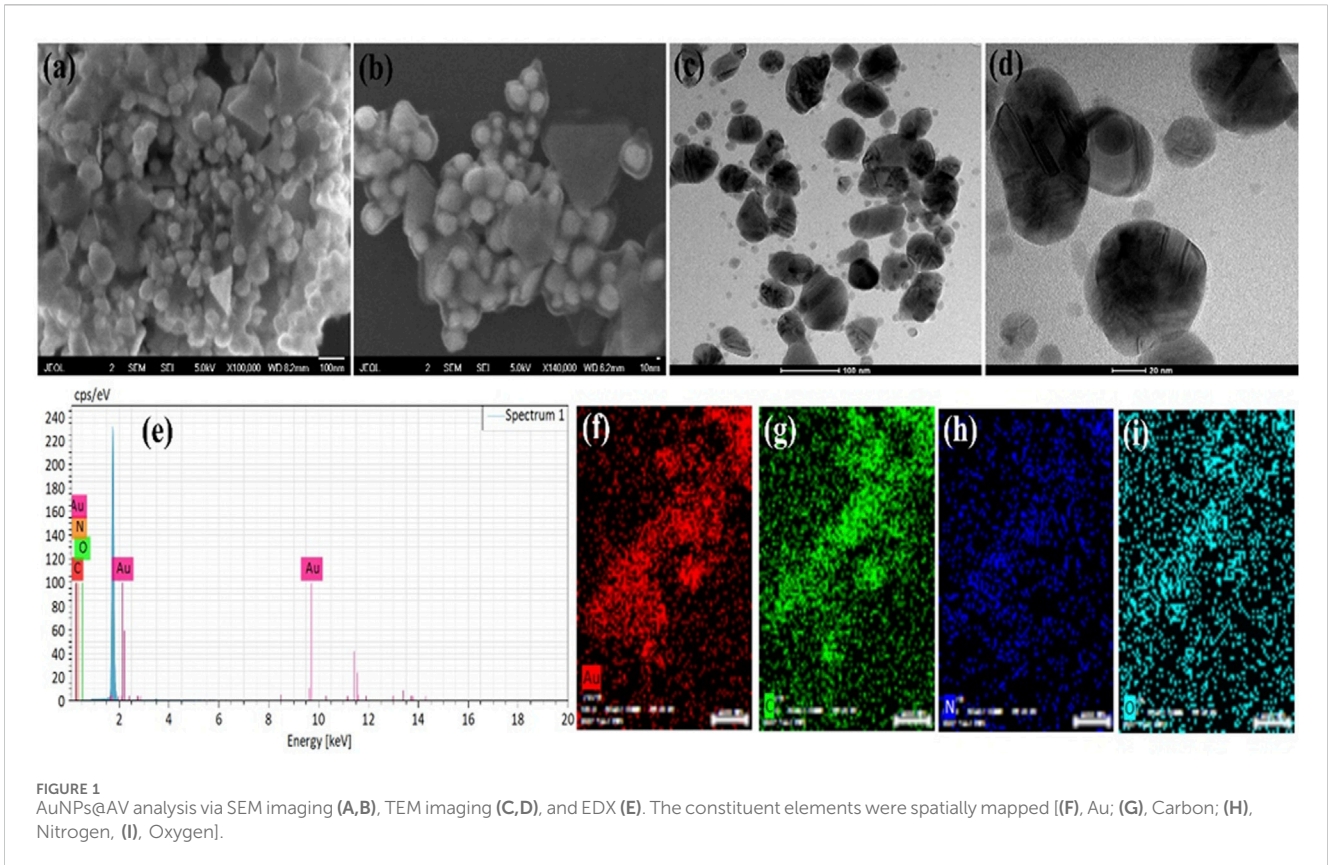 (a)
(b)
(c)
(d)
JEOL 2 SEM SEI 5.0kV X100,000 WD 8.2mm 100nm
JEOL 2 SEM SEI 5.0kV X140,000 WD 6.2mm 10nm
100 nm
20 nm
cps/eV
(e)
Spectrum 1
240
220
200
180
160
140
120
100
80
60
40
20
0
Au
N
O
C
Au
Au
2 4 6 8 10 12 14 16 18 20
Energy [keV]
(f)
Au
(g)
C
(h)
N
(i)
O
FIGURE 1
AuNPs@AV analysis via SEM imaging (A,B), TEM imaging (C,D), and EDX (E). The constituent elements were spatially mapped [(F), Au; (G), Carbon; (H),
Nitrogen, (I), Oxygen].